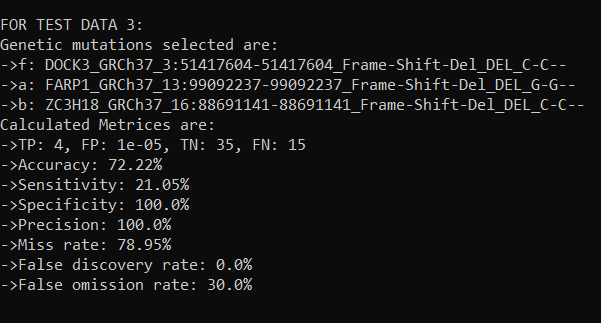 FOR TEST DATA 3:
Genetic mutations selected are:
->f: DOCK3_GRCh37_3:51417604-51417604_Frame-Shift-Del_DEL_C-C--
->a: FARP1_GRCh37_13:99092237-99092237_Frame-Shift-Del_DEL_G-G--
->b: ZC3H18_GRCh37_16:88691141-88691141_Frame-Shift-Del_DEL_C-C--
Calculated Metrices are:
->TP: 4, FP: 1e-05, TN: 35, FN: 15
->Accuracy: 72.22%
->Sensitivity: 21.05%
->Specificity: 100.0%
->Precision: 100.0%
->Miss rate: 78.95%
->False discovery rate: 0.0%
->False omission rate: 30.0%